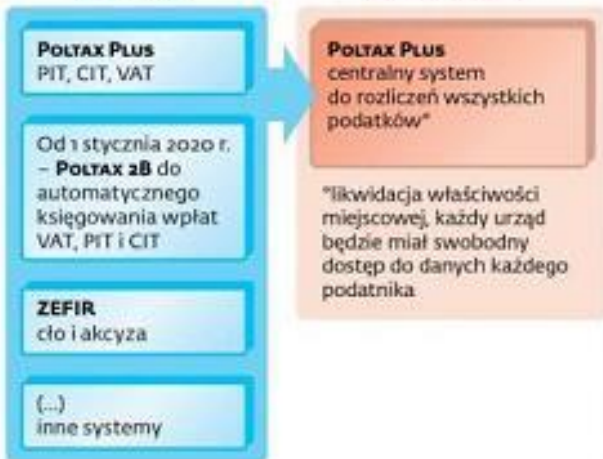 POLTAX PLUS
PIT, CIT, VAT
Od 1 stycznia 2020 r.
– POLTAX 2B do
automatycznego
księgowania wpłat
VAT, PIT i CIT
ZEFIR
cło i akcyza
(...)
inne systemy
POLTAX PLUS
centralny system
do rozliczeń wszystkich
podatków*
*likwidacja właściwości
miejscowej, każdy urząd
będzie miał swobodny
dostęp do danych każdego
podatnika